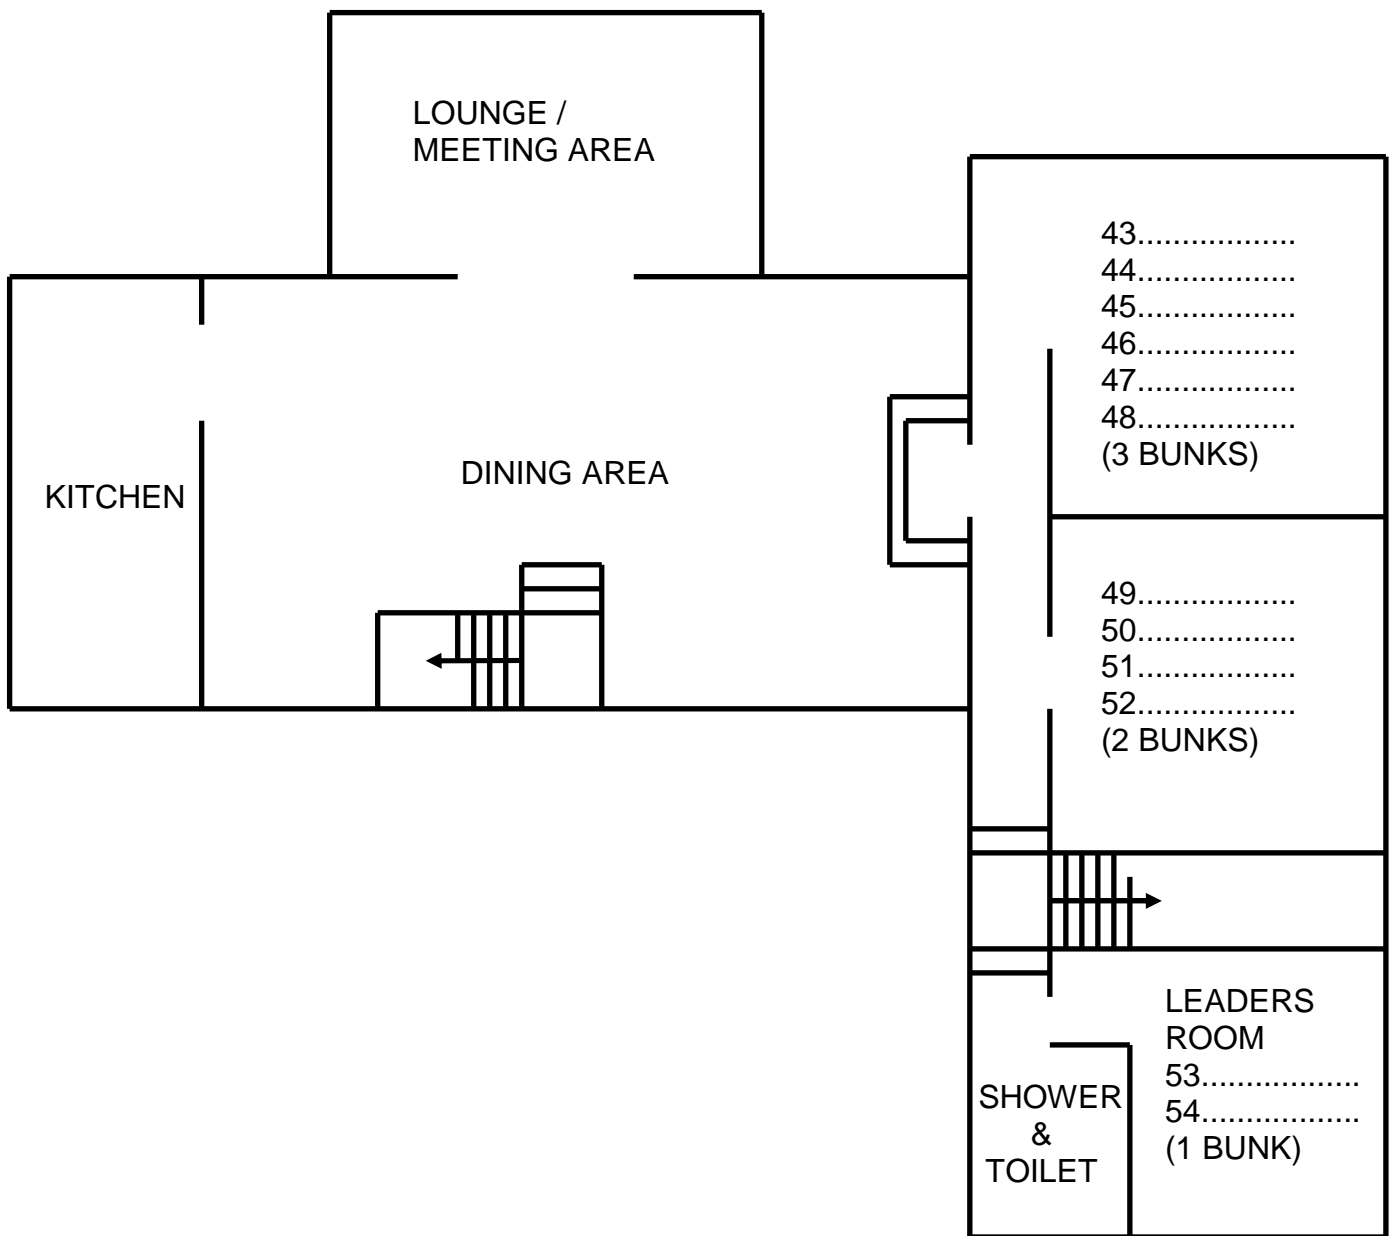 LOUNGE /
MEETING AREA
43..................
44..................
45..................
46..................
47..................
48..................
(3 BUNKS)
DINING AREA
KITCHEN
49..................
50..................
51..................
52..................
(2 BUNKS)
LEADERS
ROOM
53..................
54..................
(1 BUNK)
SHOWER
&
TOILET